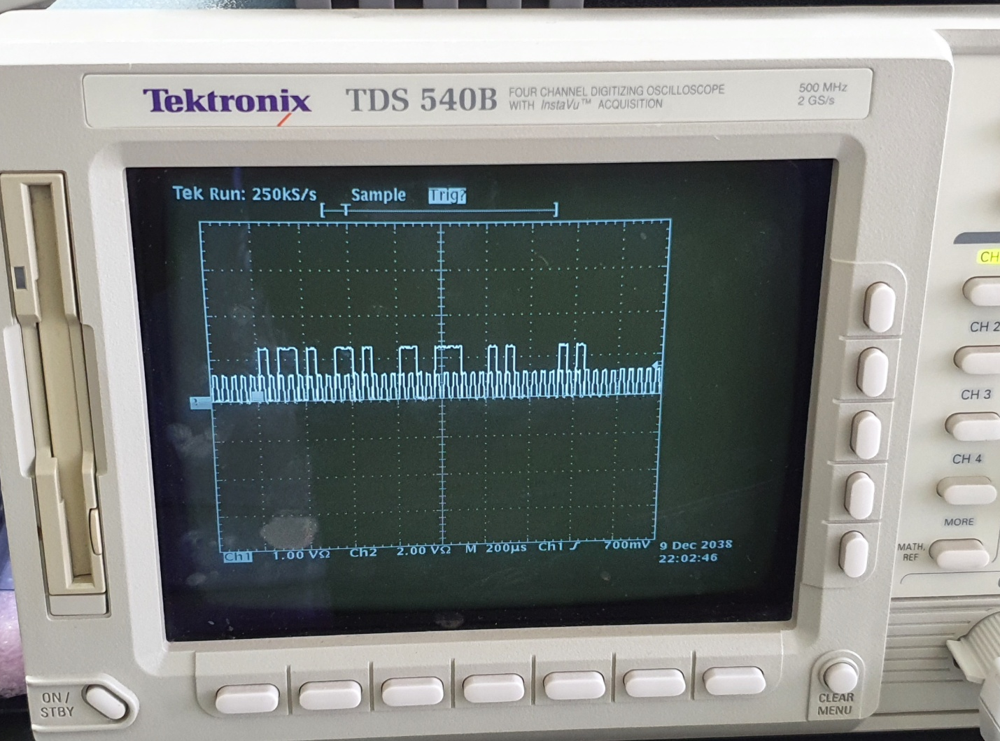 Tektronix TDS 540B FOUR CHANNEL DIGITIZING OSCILLOSCOPE
WITH InstaVu™ ACQUISITION
500 MHz
2 GS/s
Tek Run: 250kS/s Sample Trig?
Ch1 1.00 VΩ Ch2 2.00 VΩ M 200µs Ch1 700mV
9 Dec 2038
22:02:46
CH
CH 2
CH 3
CH 4
MORE
MATH,
REF
ON /
STBY
CLEAR
MENU